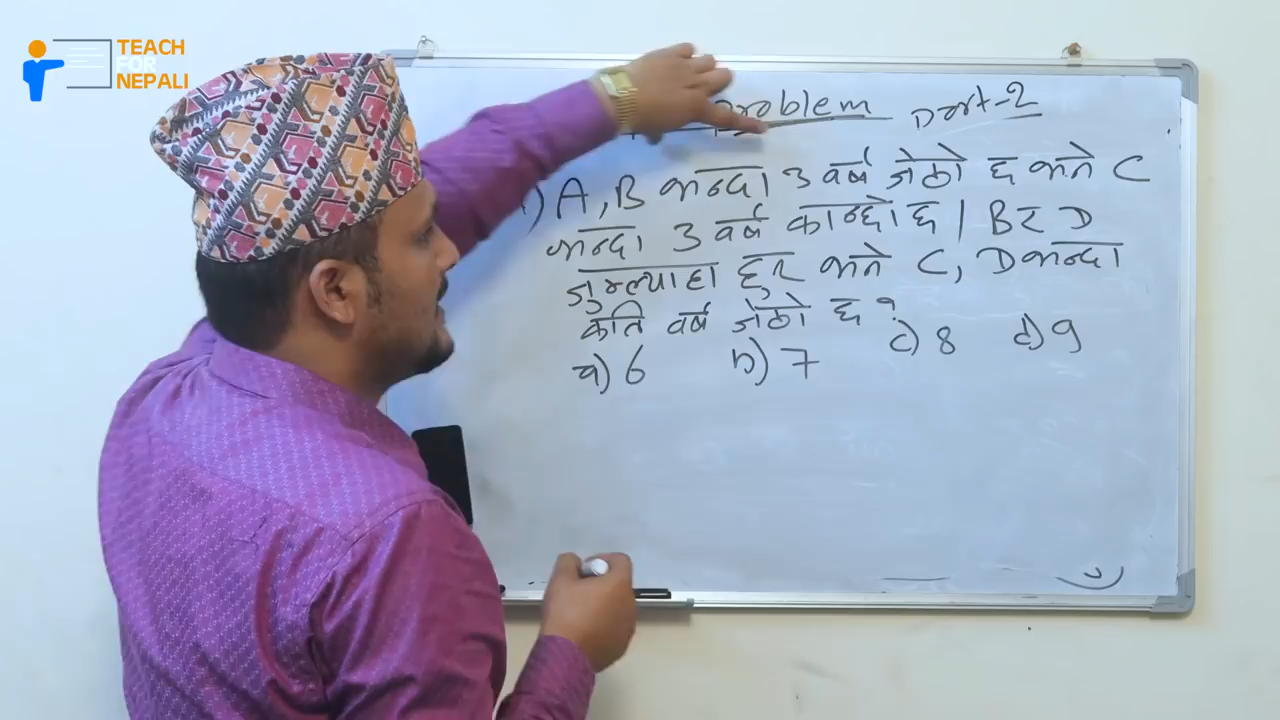 TEACH
FOR
NEPALI
problem part-2
A, B भन्दा 3 वर्ष जेठो छ भने C
भन्दा 3 वर्ष कान्छो छ | B र D
जुम्ल्याहा हुन् भने C, D भन्दा
कति वर्ष जेठो छ ?
a) 6 b) 7 c) 8 d) 9